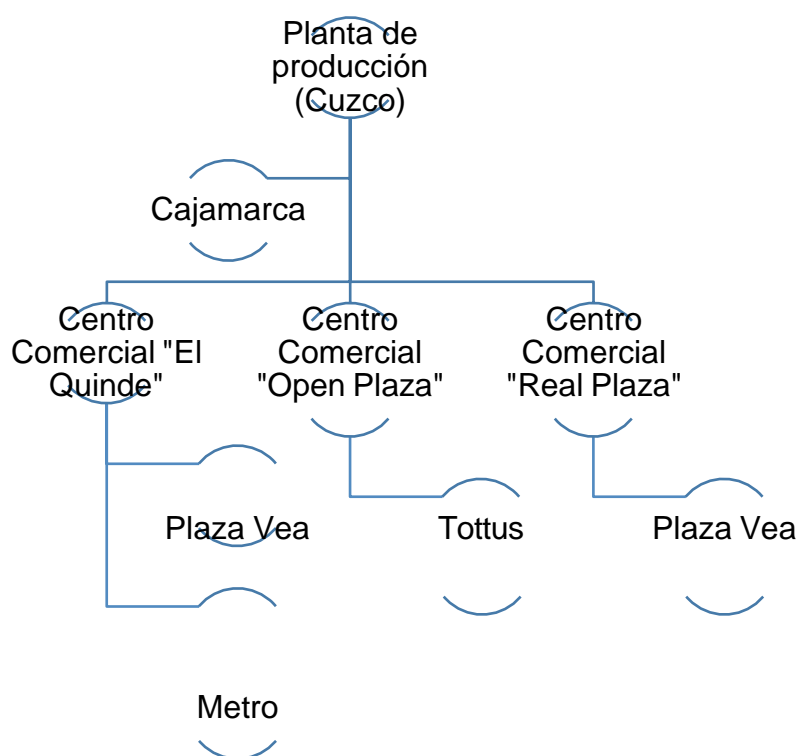 Planta de
producción
(Cuzco)
Cajamarca
Centro
Comercial "El
Quinde"
Centro
Comercial
"Open Plaza"
Centro
Comercial
"Real Plaza"
Plaza Vea
Tottus
Plaza Vea
Metro